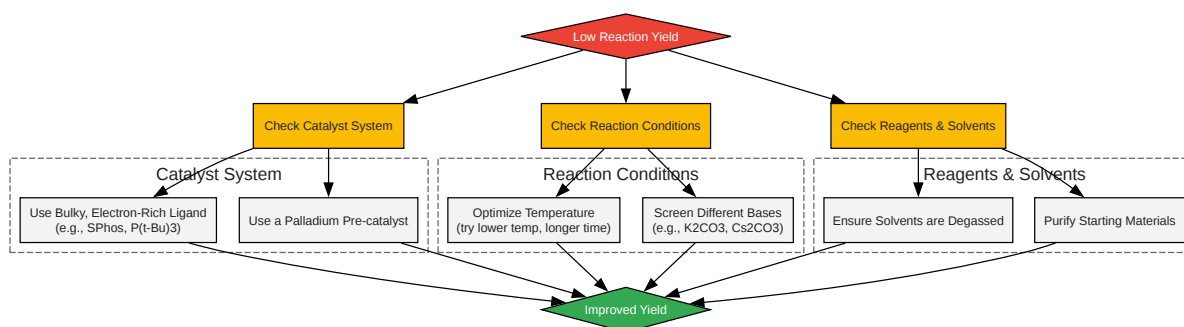 Low Reaction Yield
Check Catalyst System
Check Reaction Conditions
Check Reagents & Solvents
Catalyst System
Reaction Conditions
Reagents & Solvents
Use Bulky, Electron-Rich Ligand
(e.g., SPhos, P(t-Bu)3)
Use a Palladium Pre-catalyst
Optimize Temperature
(try lower temp, longer time)
Screen Different Bases
(e.g., K2CO3, Cs2CO3)
Ensure Solvents are Degassed
Purify Starting Materials
Improved Yield